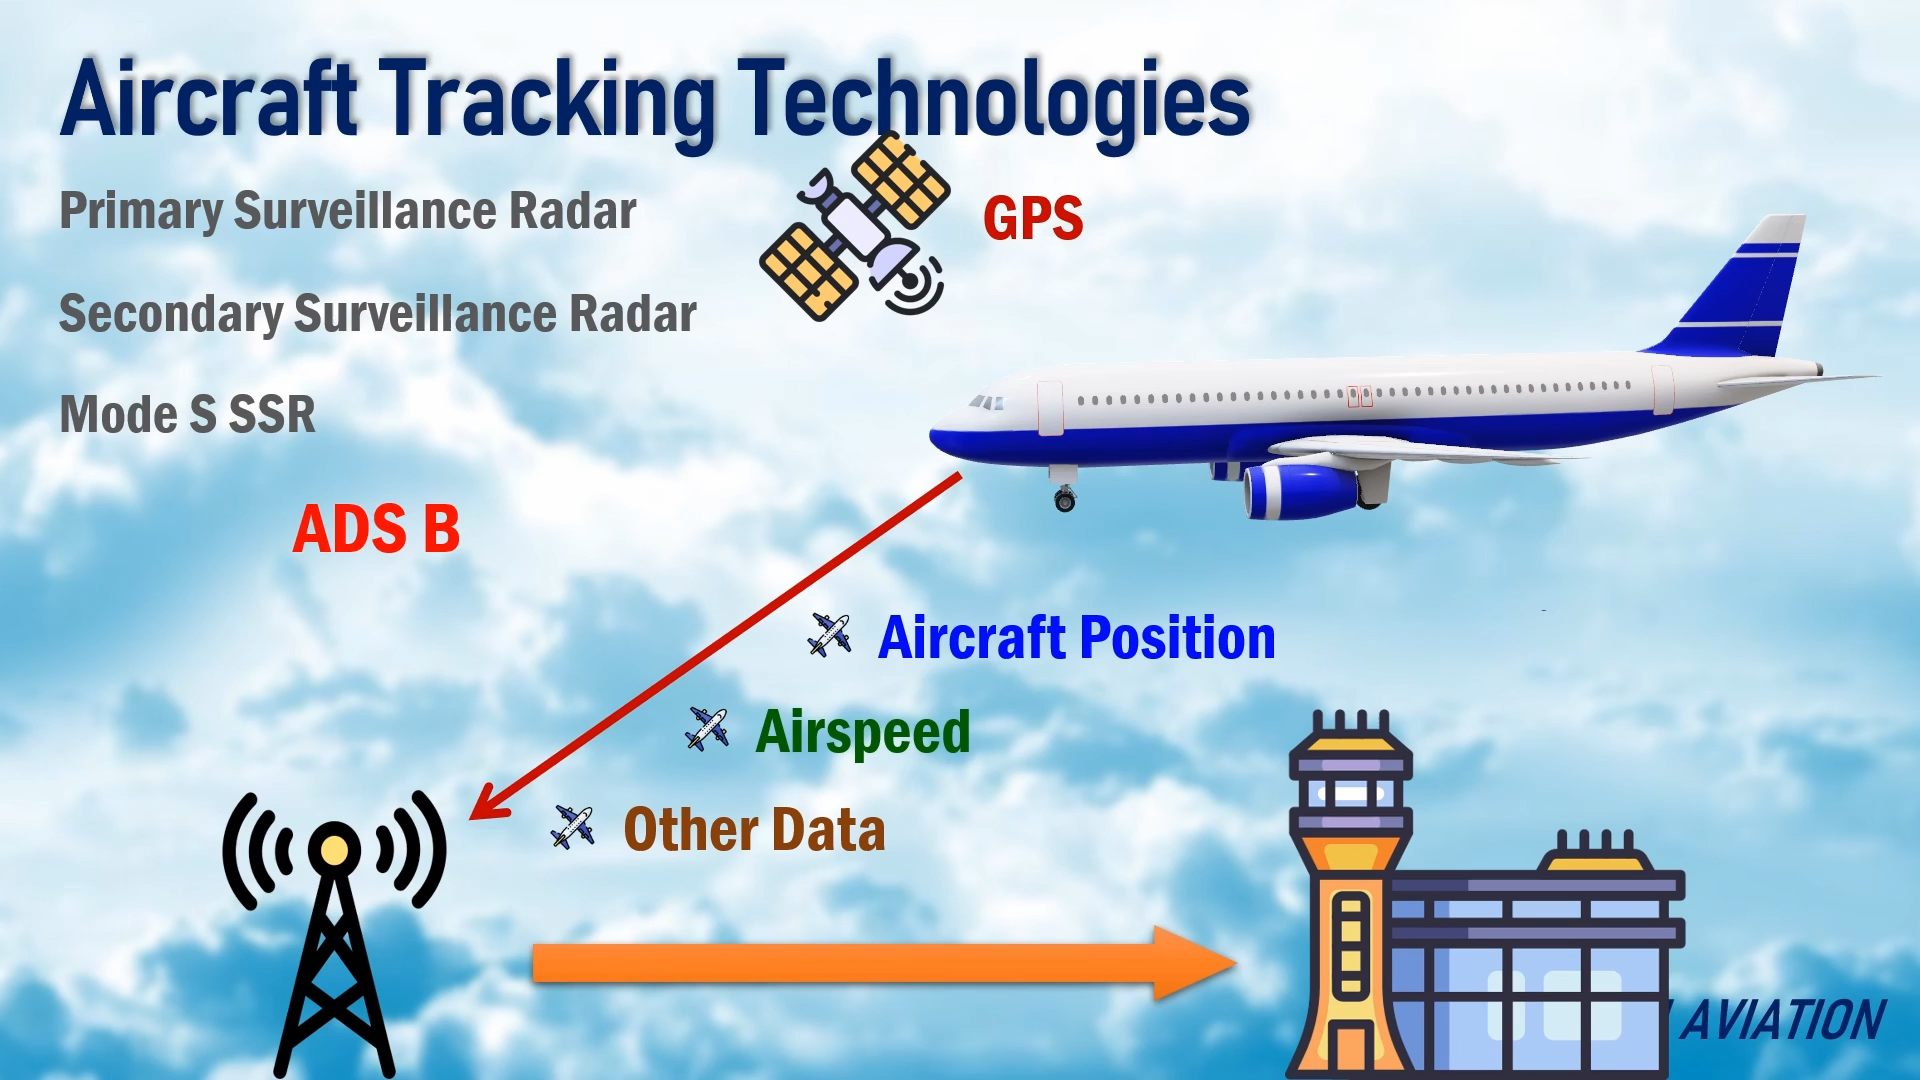 Aircraft Tracking Technologies
Primary Surveillance Radar
GPS
Secondary Surveillance Radar
Mode S SSR
ADS B
Aircraft Position
Airspeed
Other Data
AVIATION